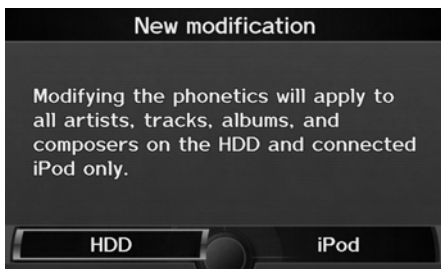 New modification
Modifying the phonetics will apply to
all artists, tracks, albums, and
composers on the HDD and connected
iPod only.
HDD
iPod